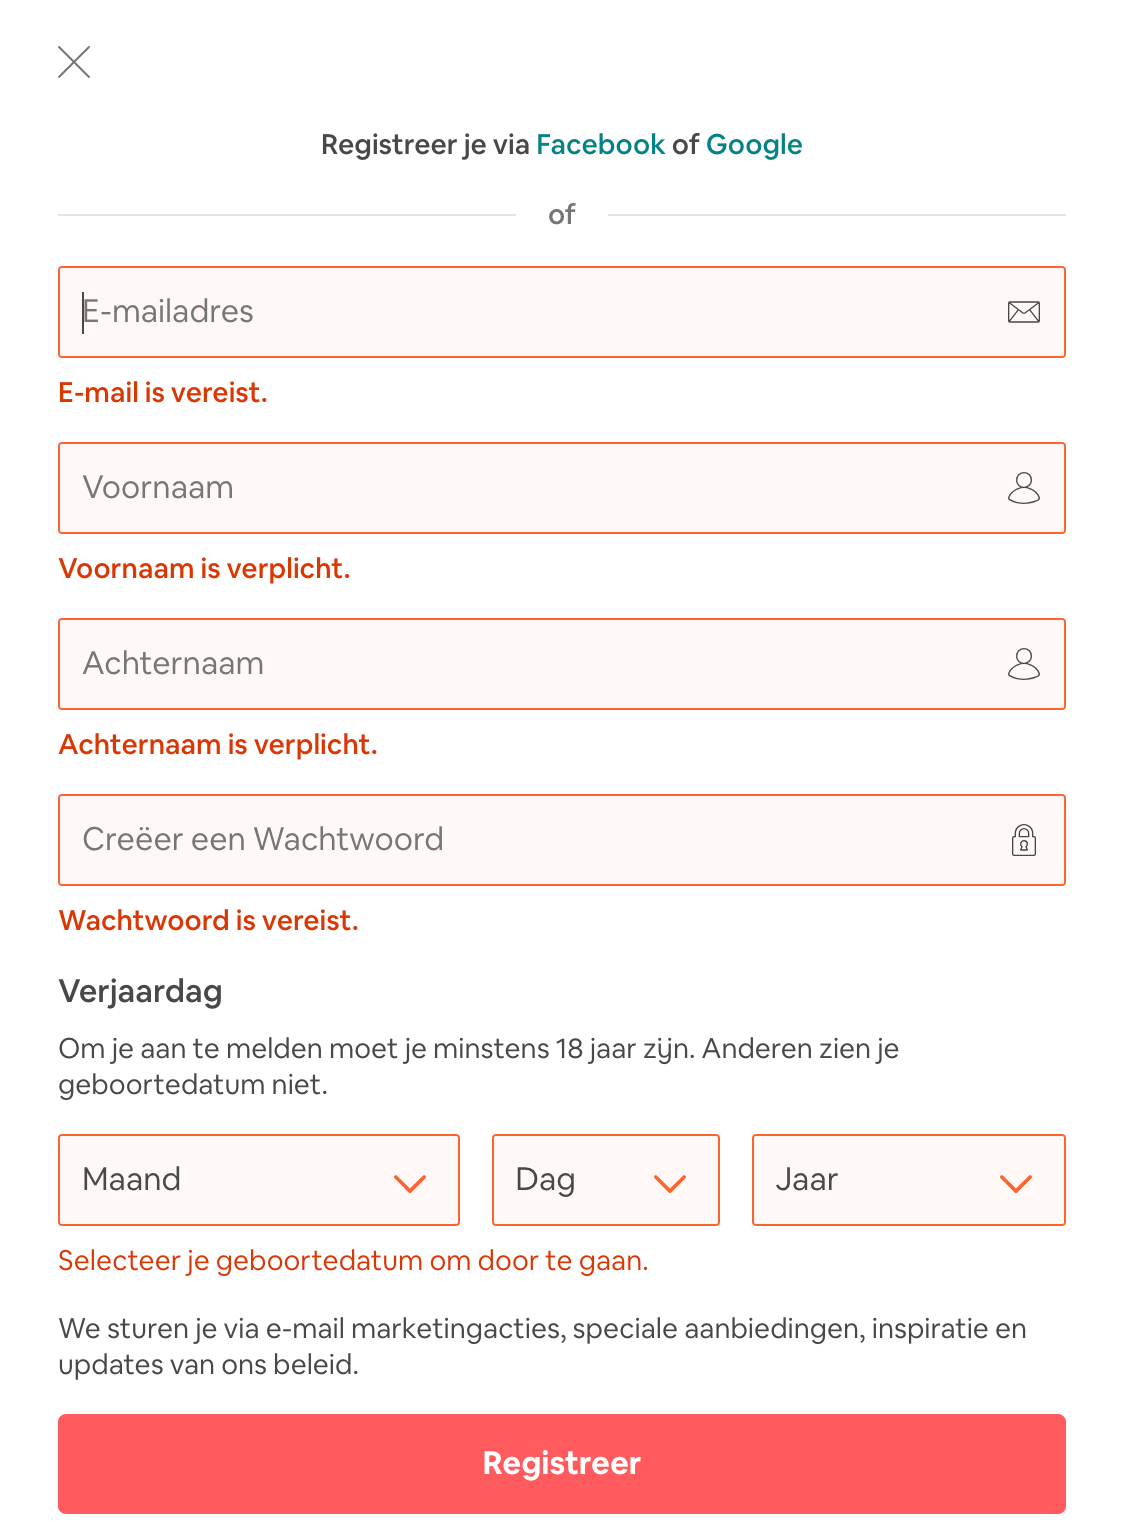 Registreer je via Facebook of Google
of
E-mailadres
E-mail is vereist.
Voornaam
Voornaam is verplicht.
Achternaam
Achternaam is verplicht.
Creëer een Wachtwoord
Wachtwoord is vereist.
Verjaardag
Om je aan te melden moet je minstens 18 jaar zijn. Anderen zien je
geboortedatum niet.
Maand Dag Jaar
Selecteer je geboortedatum om door te gaan.
We sturen je via e-mail marketingacties, speciale aanbiedingen, inspiratie en
updates van ons beleid.
Registreer